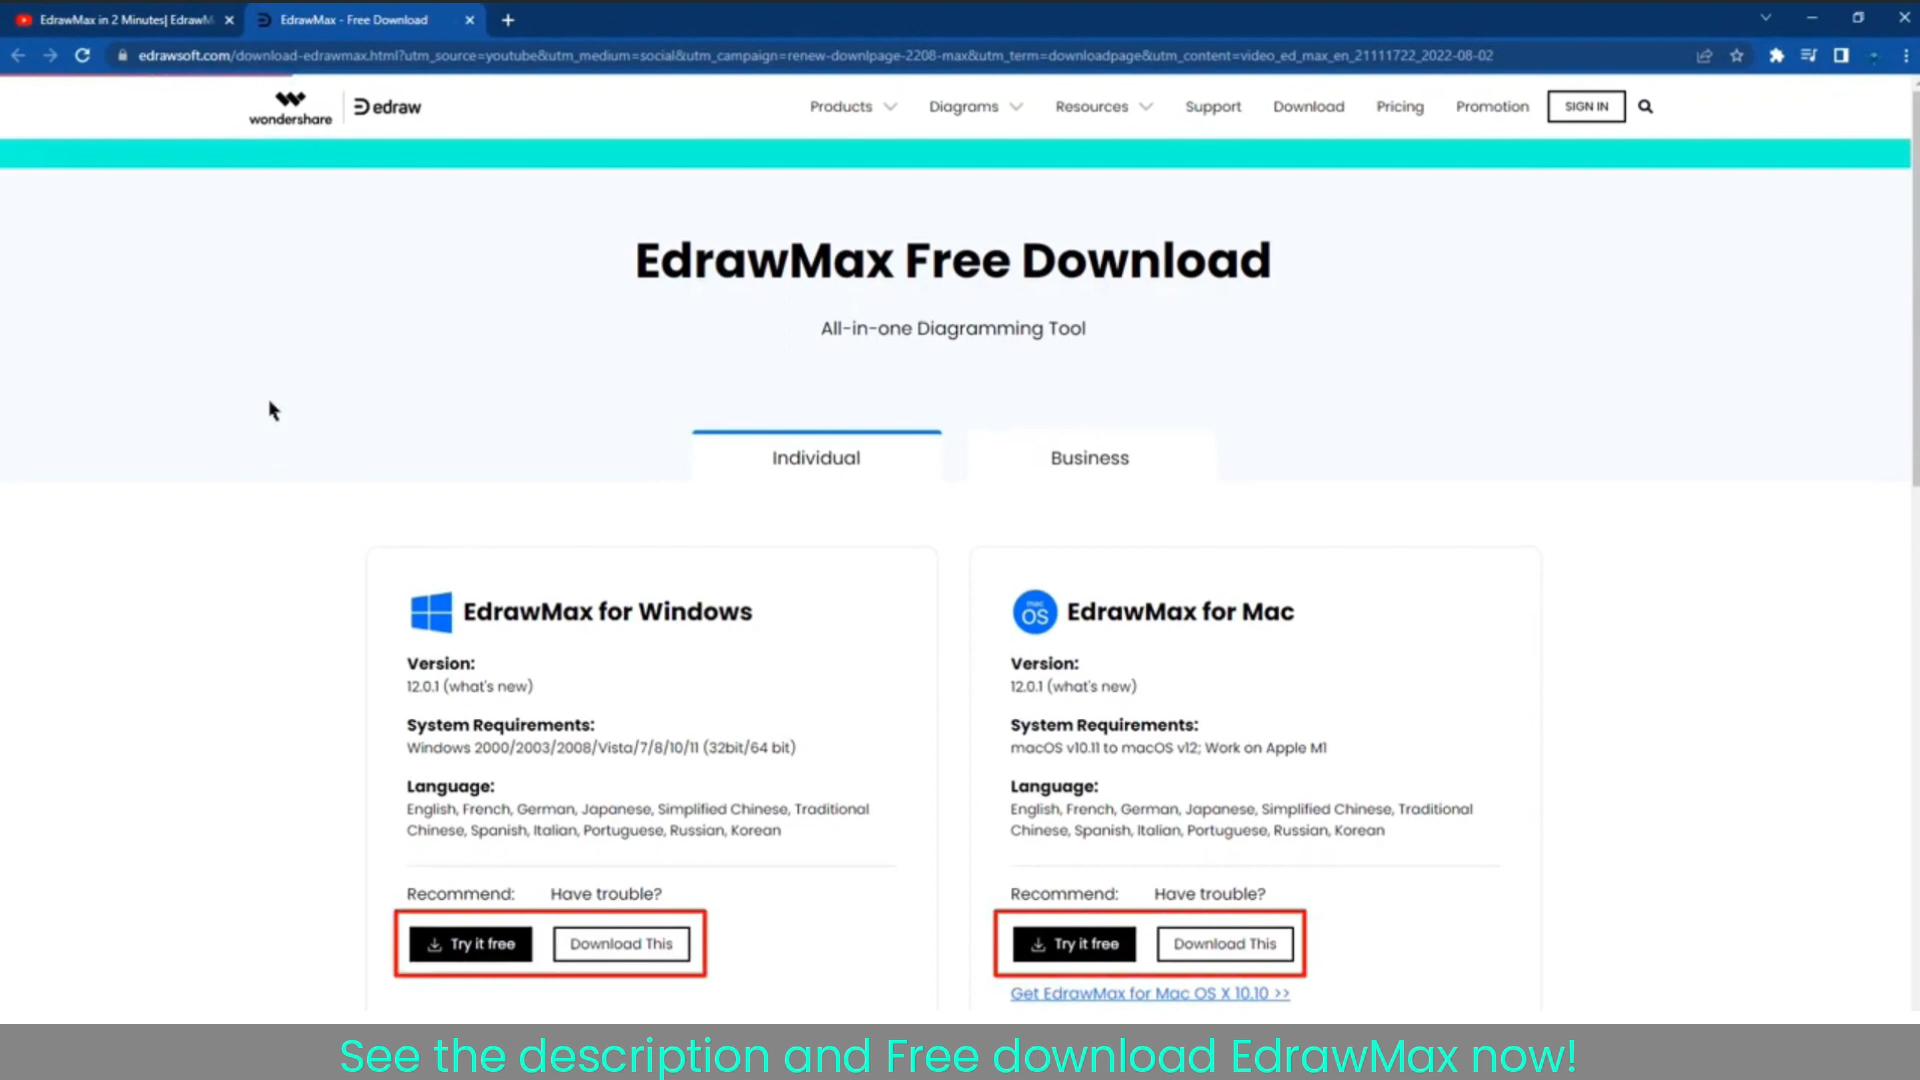 EdrawMax in 2 Minutes| EdrawM
EdrawMax - Free Download
edrawsoft.com/download-edrawmax.html?utm_source=youtube&utm_medium=social&utm_campaign=renew-downlpage-2208-max&utm_term=downloadpage&utm_content=video_ed_max_en_21111722_2022-08-02
wondershare
edraw
Products
Diagrams
Resources
Support
Download
Pricing
Promotion
SIGN IN
EdrawMax Free Download
All-in-one Diagramming Tool
Individual
Business
EdrawMax for Windows
Version:
12.0.1 (what's new)
System Requirements:
Windows 2000/2003/2008/Vista/7/8/10/11 (32bit/64 bit)
Language:
English, French, German, Japanese, Simplified Chinese, Traditional
Chinese, Spanish, Italian, Portuguese, Russian, Korean
Recommend:
Have trouble?
Try it free
Download This
mac
OS
EdrawMax for Mac
Version:
12.0.1 (what's new)
System Requirements:
macOS v10.11 to macOS v12; Work on Apple M1
Language:
English, French, German, Japanese, Simplified Chinese, Traditional
Chinese, Spanish, Italian, Portuguese, Russian, Korean
Recommend:
Have trouble?
Try it free
Download This
Get EdrawMax for Mac OS X 10.10 >>
See the description and Free download EdrawMax now!